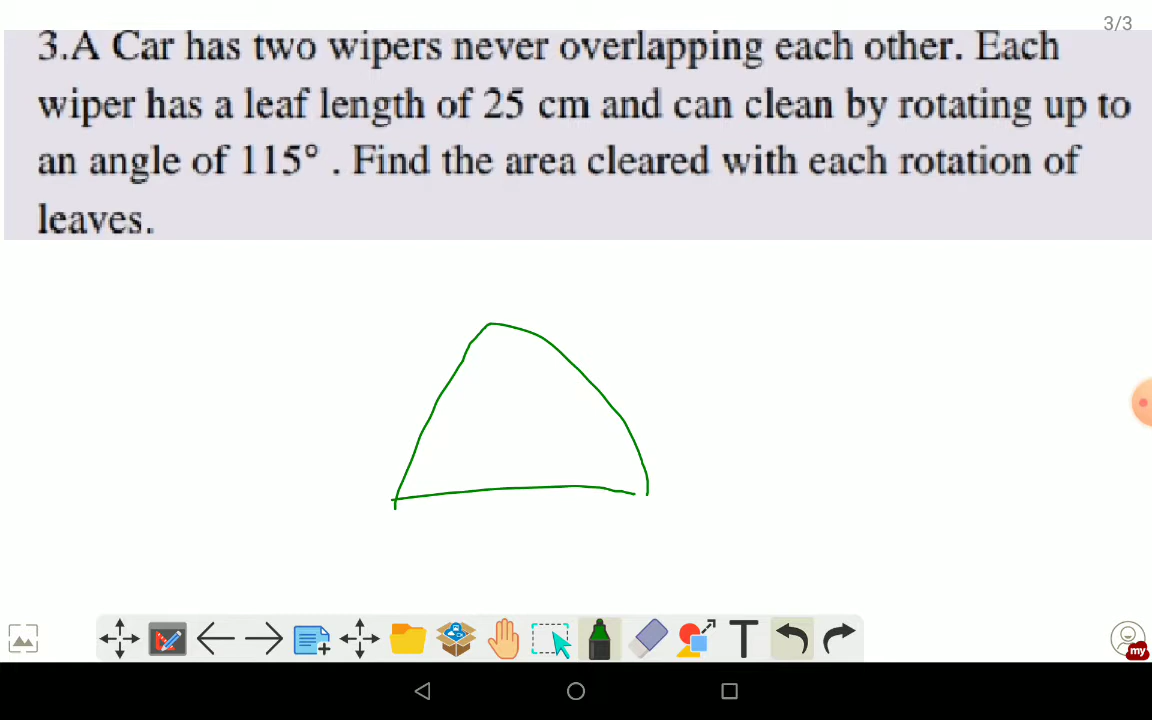 3/3
3.A Car has two wipers never overlapping each other. Each
wiper has a leaf length of 25 cm and can clean by rotating up to
an angle of 115° . Find the area cleared with each rotation of
leaves.
T
my